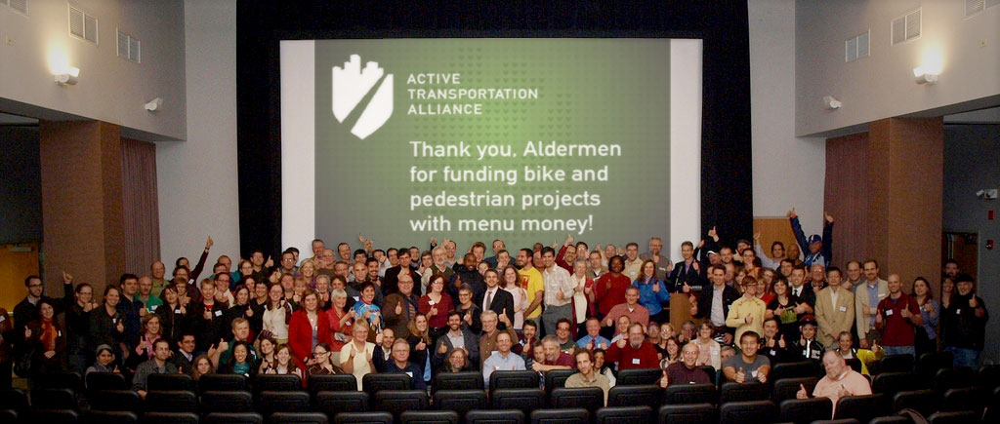 ACTIVE
TRANSPORTATION
ALLIANCE
Thank you, Aldermen
for funding bike and
pedestrian projects
with menu money!